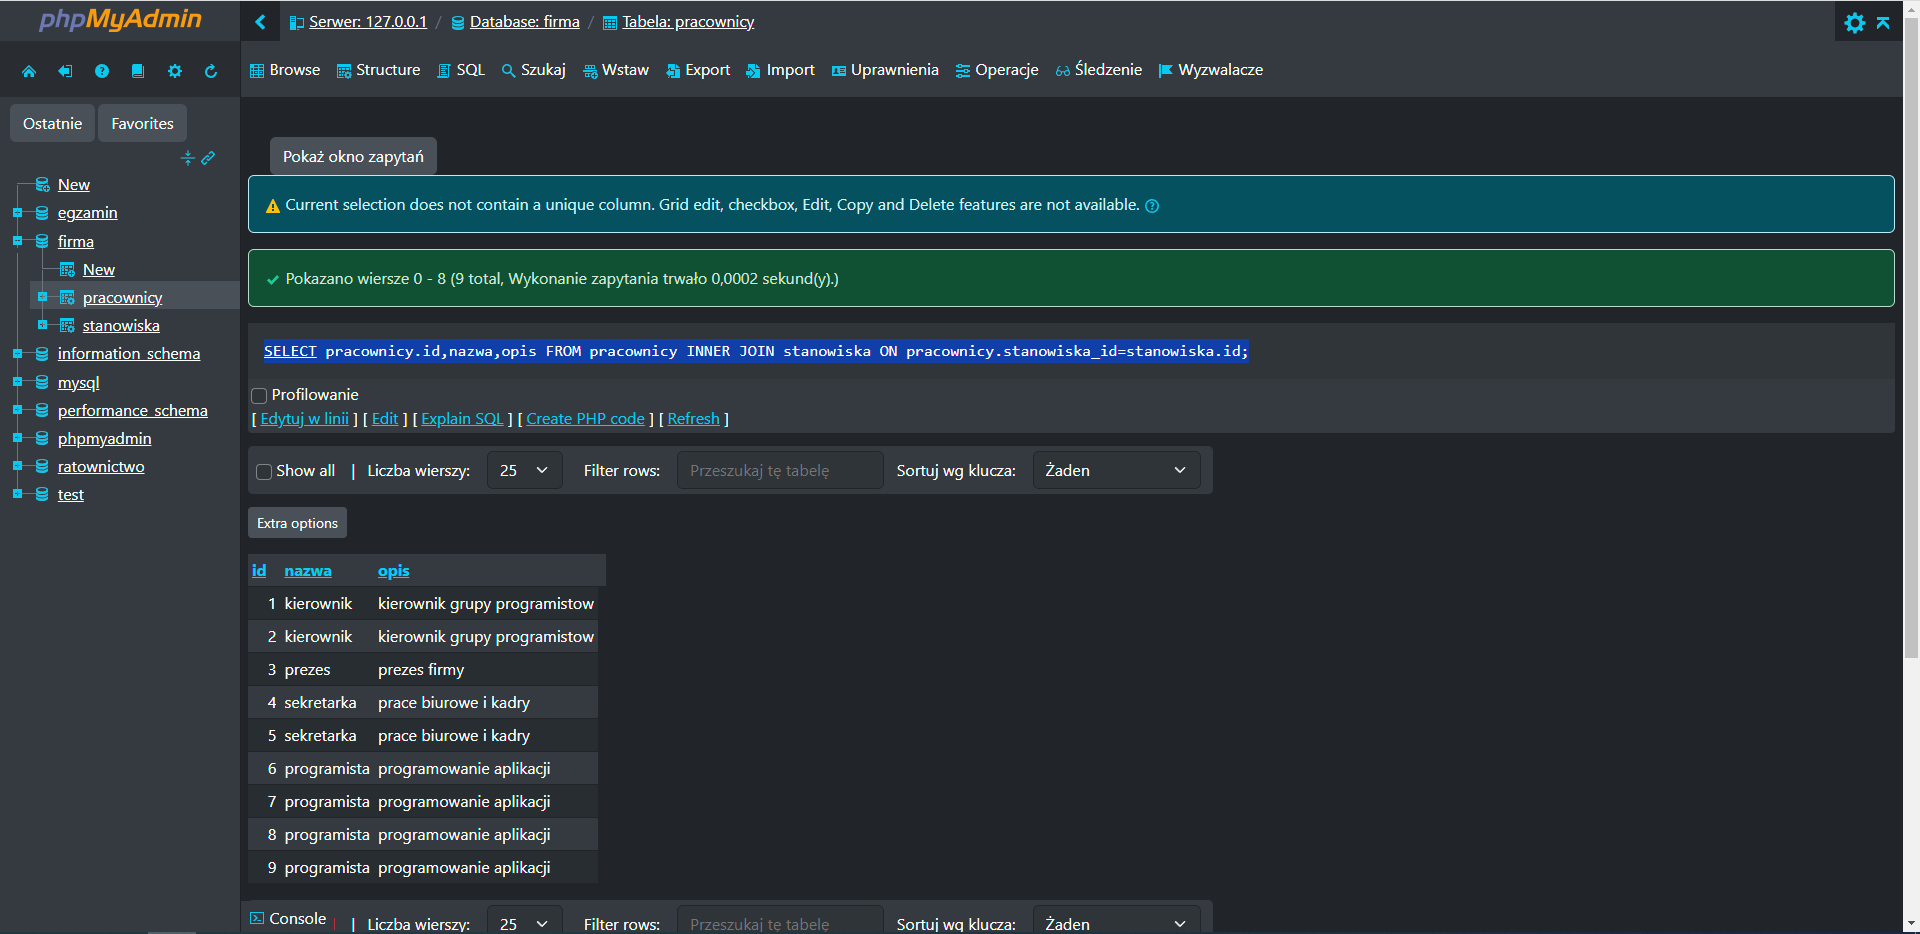 phpMyAdmin
Serwer: 127.0.0.1 / Database: firma / Tabela: pracownicy
Browse Structure SQL Szukaj Wstaw Export Import Uprawnienia Operacje Śledzenie Wyzwalacze
Ostatnie Favorites
New
egzamin
firma
New
pracownicy
stanowiska
information_schema
mysql
performance_schema
phpmyadmin
ratownictwo
test
Pokaż okno zapytań
Current selection does not contain a unique column. Grid edit, checkbox, Edit, Copy and Delete features are not available.
Pokazano wiersze 0 - 8 (9 total, Wykonanie zapytania trwało 0,0002 sekund(y).)
SELECT pracownicy.id,nazwa,opis FROM pracownicy INNER JOIN stanowiska ON pracownicy.stanowiska_id=stanowiska.id;
Profilowanie
[ Edytuj w linii ] [ Edit ] [ Explain SQL ] [ Create PHP code ] [ Refresh ]
Show all | Liczba wierszy: 25 Filter rows: Przeszukaj tę tabelę Sortuj wg klucza: Żaden
Extra options
id nazwa opis
1 kierownik kierownik grupy programistow
2 kierownik kierownik grupy programistow
3 prezes prezes firmy
4 sekretarka prace biurowe i kadry
5 sekretarka prace biurowe i kadry
6 programista programowanie aplikacji
7 programista programowanie aplikacji
8 programista programowanie aplikacji
9 programista programowanie aplikacji
Console | Liczba wierszy: 25 Filter rows: Przeszukaj tę tabelę Sortuj wg klucza: Żaden